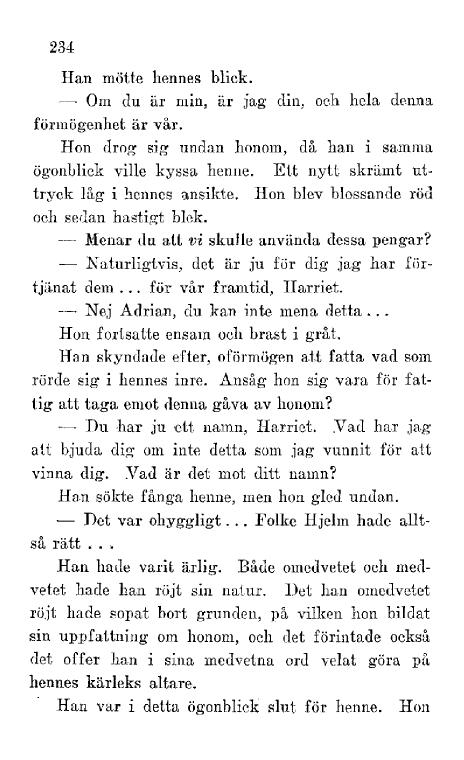 234
Han mötte hennes blick.
— Om du är min, är jag din, och hela denna
förmögenhet är vår.
Hon drog sig undan honom, då han i samma
ögonblick ville kyssa henne. Ett nytt skrämt ut-
tryck låg i hennes ansikte. Hon blev blossande röd
och sedan hastigt blek.
— Menar du att vi skulle använda dessa pengar?
— Naturligtvis, det är ju för dig jag har för-
tjänat dem ... för vår framtid, Harriet.
— Nej Adrian, du kan inte mena detta ...
Hon fortsatte ensam och brast i gråt.
Han skyndade efter, oförmögen att fatta vad som
rörde sig i hennes inre. Ansåg hon sig vara för fat-
tig att taga emot denna gåva av honom?
— Du har ju ett namn, Harriet. Vad har jag
att bjuda dig om inte detta som jag vunnit för att
vinna dig. Vad är det mot ditt namn?
Han sökte fånga henne, men hon gled undan.
— Det var ohyggligt ... Folke Hjelm hade allt-
så rätt ...
Han hade varit ärlig. Både omedvetet och med-
vetet hade han röjt sin natur. Det han omedvetet
röjt hade sopat bort grunden, på vilken hon bildat
sin uppfattning om honom, och det förintade också
det offer han i sina medvetna ord velat göra på
hennes kärleks altare.
Han var i detta ögonblick slut för henne. Hon